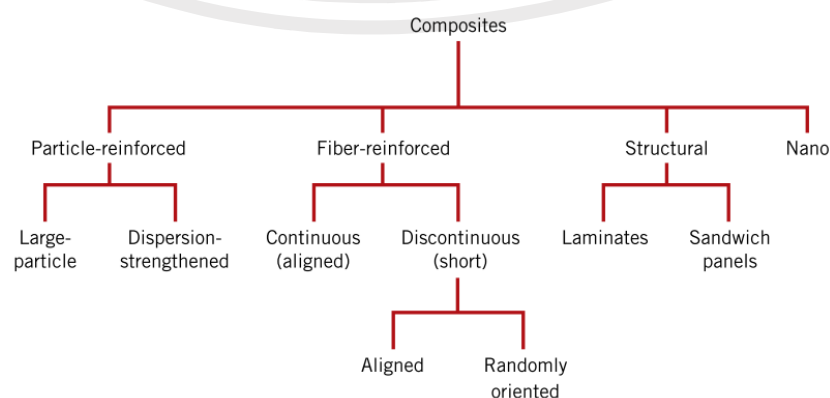 Composites
Particle-reinforced
Fiber-reinforced
Structural
Nano
Large-
particle
Dispersion-
strengthened
Continuous
(aligned)
Discontinuous
(short)
Laminates
Sandwich
panels
Aligned
Randomly
oriented